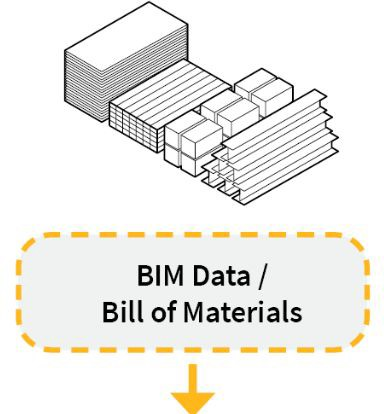 BIM Data /
Bill of Materials